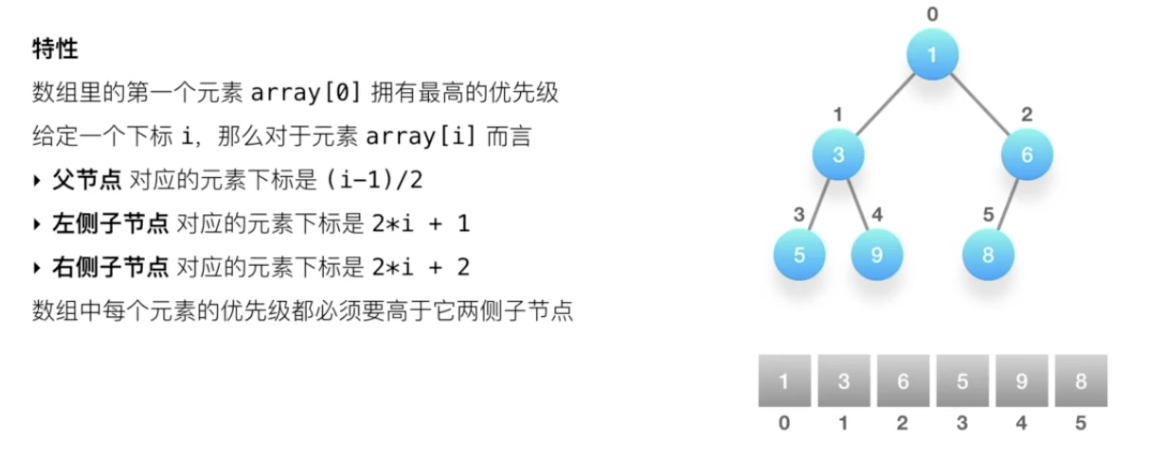 特性
数组里的第一个元素 array[0] 拥有最高的优先级
给定一个下标 i，那么对于元素 array[i] 而言
‣ 父节点 对应的元素下标是 (i-1)/2
‣ 左侧子节点 对应的元素下标是 2*i + 1
‣ 右侧子节点 对应的元素下标是 2*i + 2
数组中每个元素的优先级都必须要高于它两侧子节点
0
1
1 2
3 6
3 4 5
5 9 8
1 3 6 5 9 8
0 1 2 3 4 5